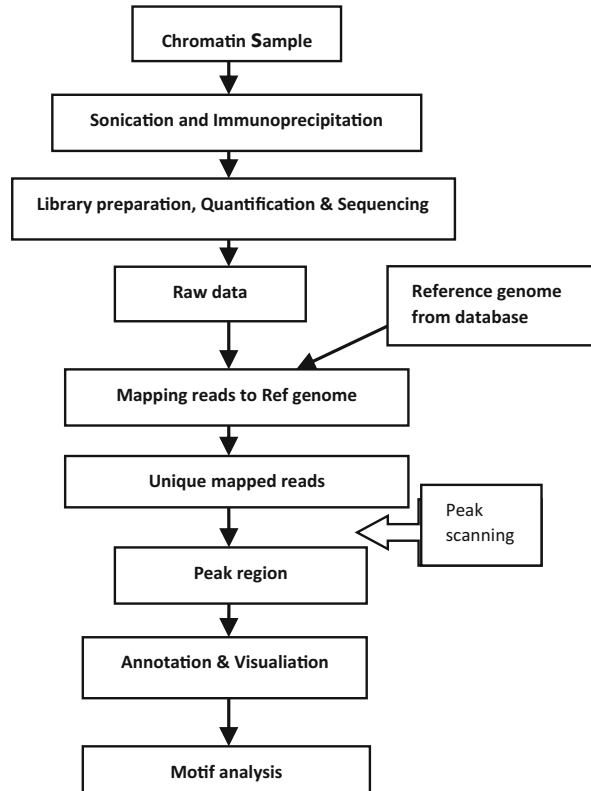 Chromatin Sample
Sonication and Immunoprecipitation
Library preparation, Quantification & Sequencing
Raw data
Reference genome
from database
Mapping reads to Ref genome
Unique mapped reads
Peak
scanning
Peak region
Annotation & Visualiation
Motif analysis